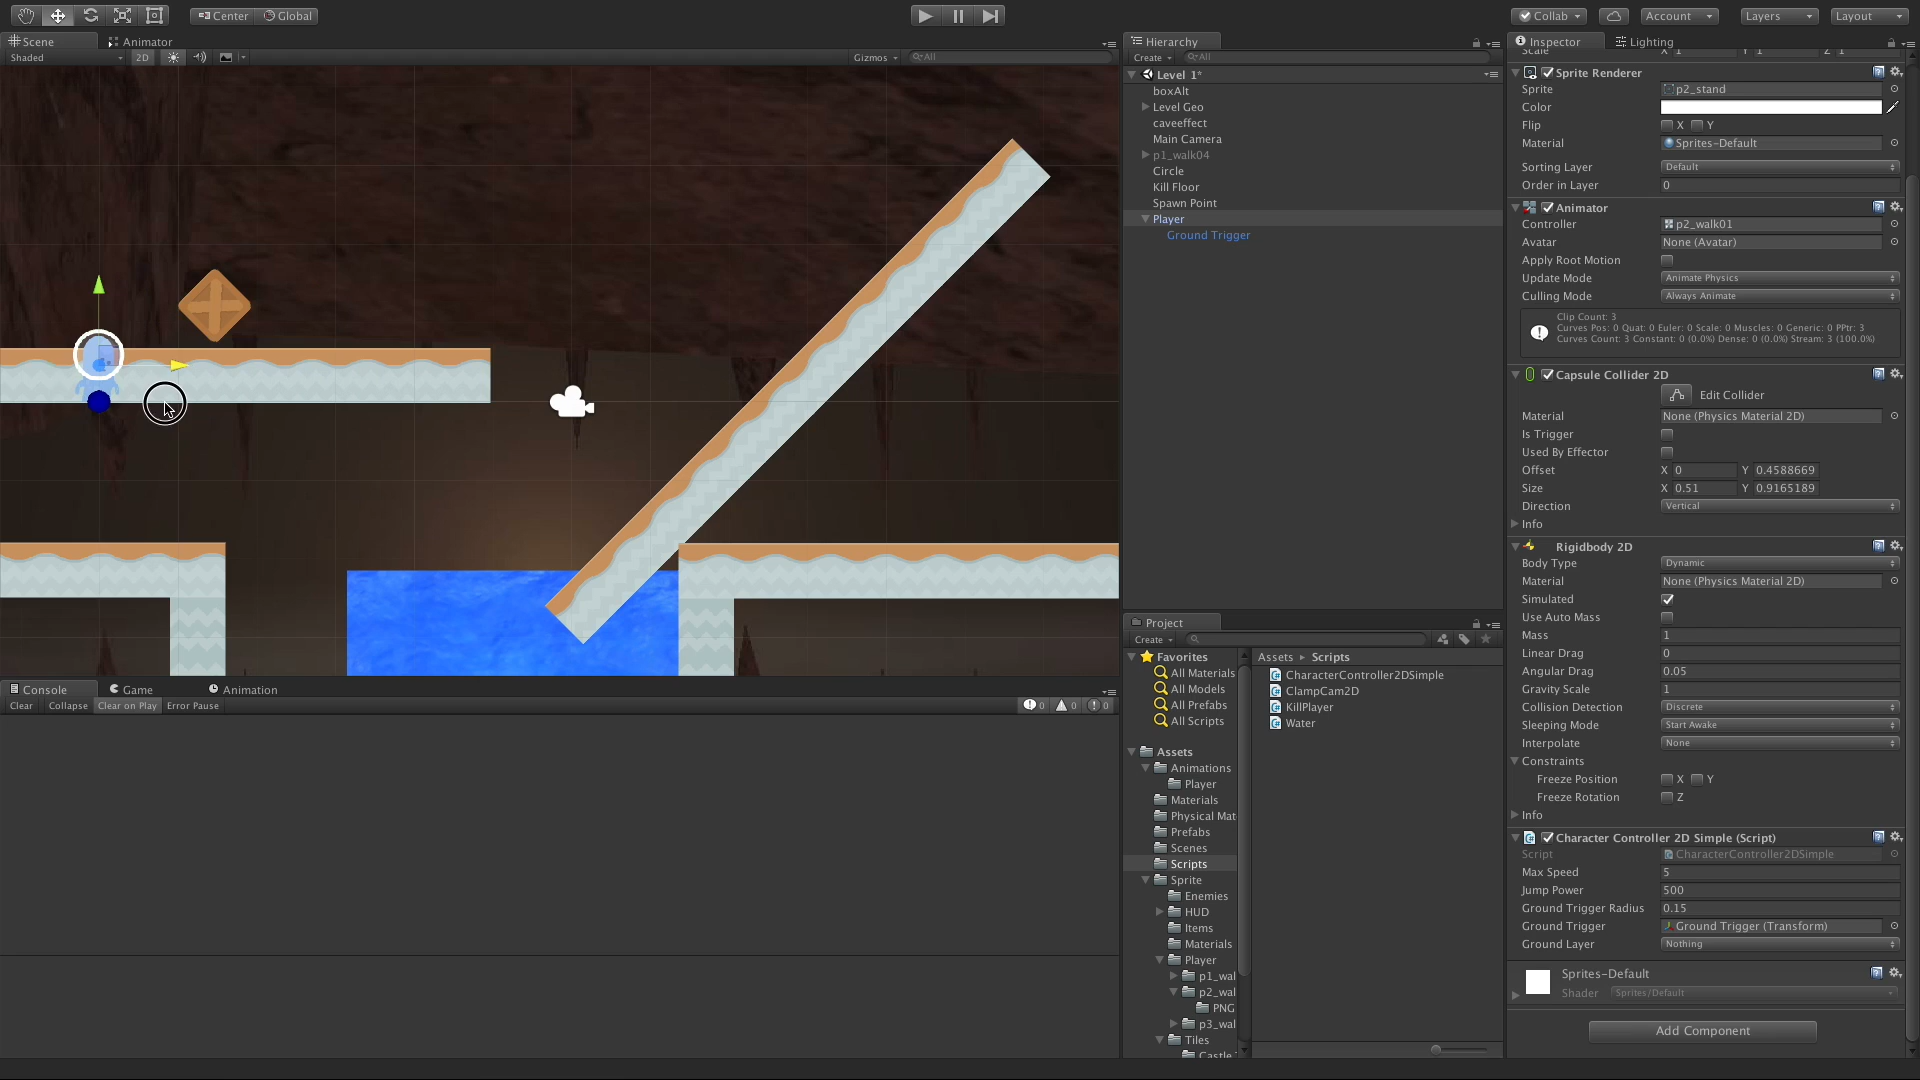 Center Global
Collab Account Layers Layout
Scene Animator
Shaded 2D Gizmos All
Hierarchy
Create All
Level 1*
boxAlt
Level Geo
caveeffect
Main Camera
p1_walk04
Circle
Kill Floor
Spawn Point
Player
Ground Trigger
Project
Create
Favorites
All Materials
All Models
All Prefabs
All Scripts
Assets
Animations
Player
Materials
Physical Mat
Prefabs
Scenes
Scripts
Sprite
Enemies
HUD
Items
Materials
Player
p1_wal
p2_wal
PNG
p3_wal
Tiles
Castle
Assets Scripts
CharacterController2DSimple
ClampCam2D
KillPlayer
Water
Console Game Animation
Clear Collapse Clear on Play Error Pause 0 0 0
Inspector Lighting
Scale X 1 Y 1 Z 1
Sprite Renderer
Sprite p2_stand
Color
Flip X Y
Material Sprites-Default
Sorting Layer Default
Order in Layer 0
Animator
Controller p2_walk01
Avatar None (Avatar)
Apply Root Motion
Update Mode Animate Physics
Culling Mode Always Animate
Clip Count: 3
Curves Pos: 0 Quat: 0 Euler: 0 Scale: 0 Muscles: 0 Generic: 0 PPtr: 3
Curves Count: 3 Constant: 0 (0.0%) Dense: 0 (0.0%) Stream: 3 (100.0%)
Capsule Collider 2D
Edit Collider
Material None (Physics Material 2D)
Is Trigger
Used By Effector
Offset X 0 Y 0.4588669
Size X 0.51 Y 0.9165189
Direction Vertical
Info
Rigidbody 2D
Body Type Dynamic
Material None (Physics Material 2D)
Simulated
Use Auto Mass
Mass 1
Linear Drag 0
Angular Drag 0.05
Gravity Scale 1
Collision Detection Discrete
Sleeping Mode Start Awake
Interpolate None
Constraints
Freeze Position X Y
Freeze Rotation Z
Info
Character Controller 2D Simple (Script)
Script CharacterController2DSimple
Max Speed 5
Jump Power 500
Ground Trigger Radius 0.15
Ground Trigger Ground Trigger (Transform)
Ground Layer Nothing
Sprites-Default
Shader Sprites/Default
Add Component